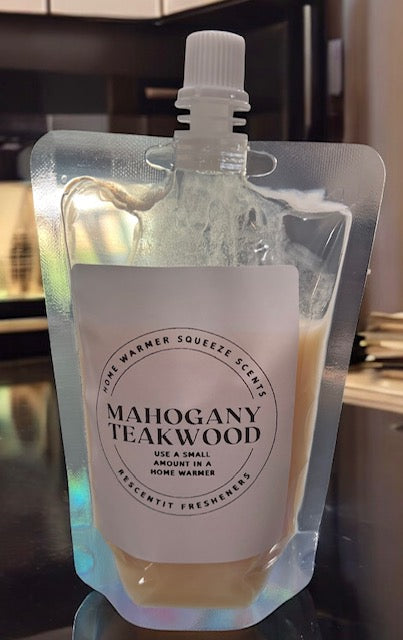 HOME WARMER SQUEEZE SCENTS
MAHOGANY
TEAKWOOD
USE A SMALL
AMOUNT IN A
HOME WARMER
RESCENTIT FRESHENERS